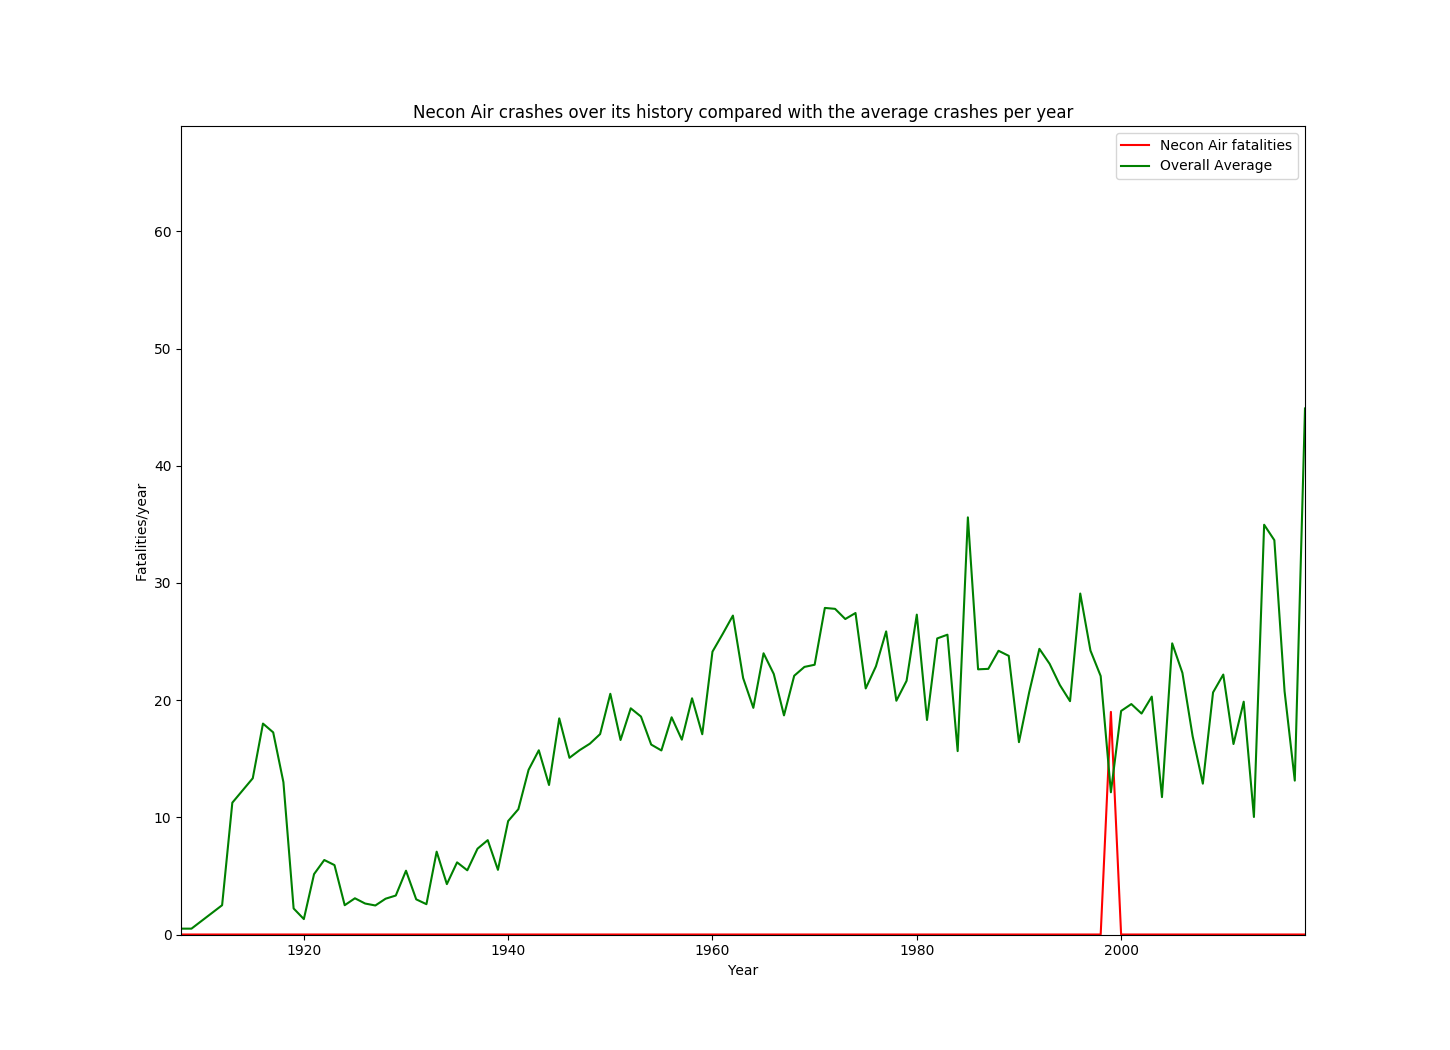 Necon Air crashes over its history compared with the average crashes per year
Necon Air fatalities
Overall Average
60
50
40
30
20
10
0
Fatalities/year
1920
1940
1960
1980
2000
Year